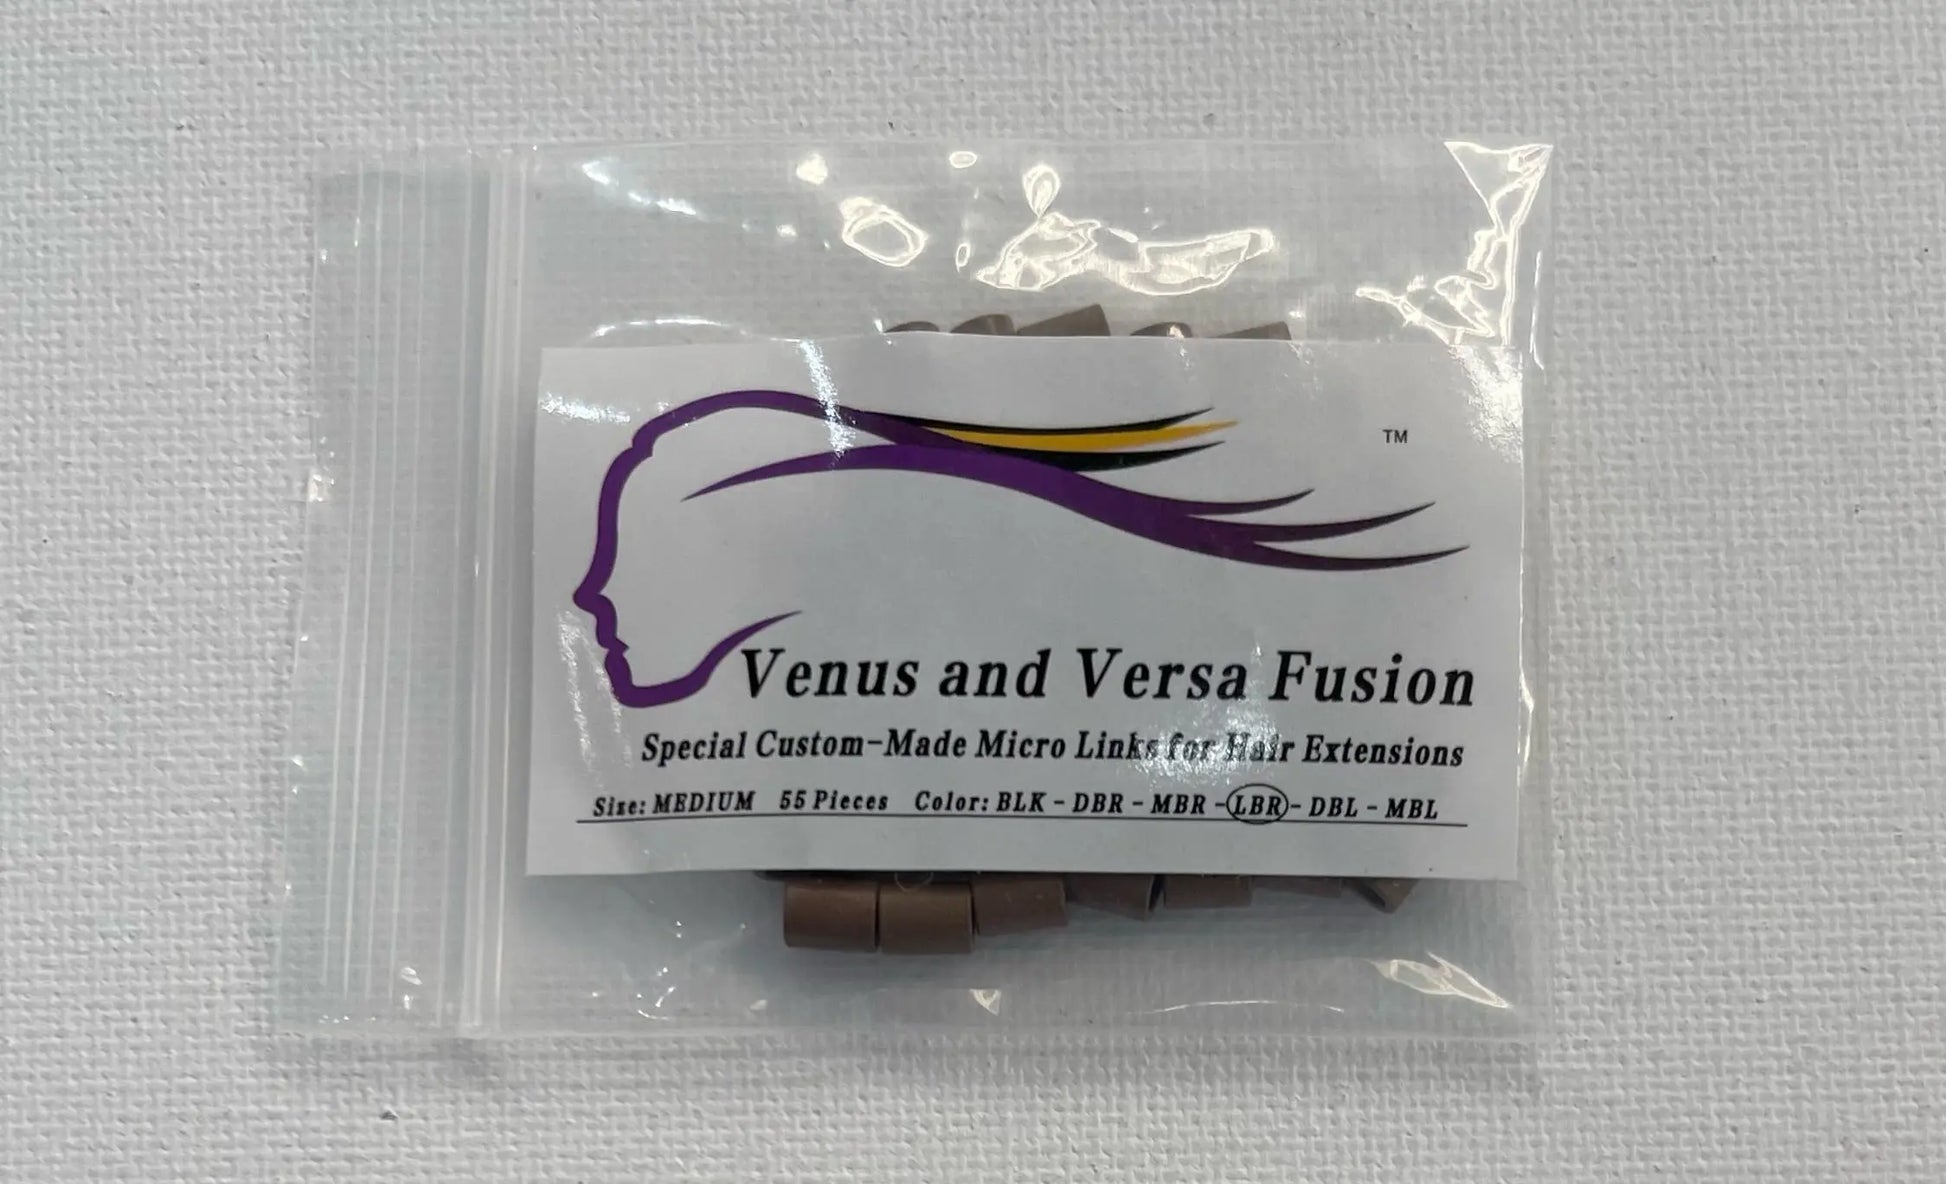 TM
Venus and Versa Fusion
Special Custom-Made Micro Links for Hair Extensions
Size: MEDIUM 55 Pieces Color: BLK - DBR - MBR - LBR - DBL - MBL